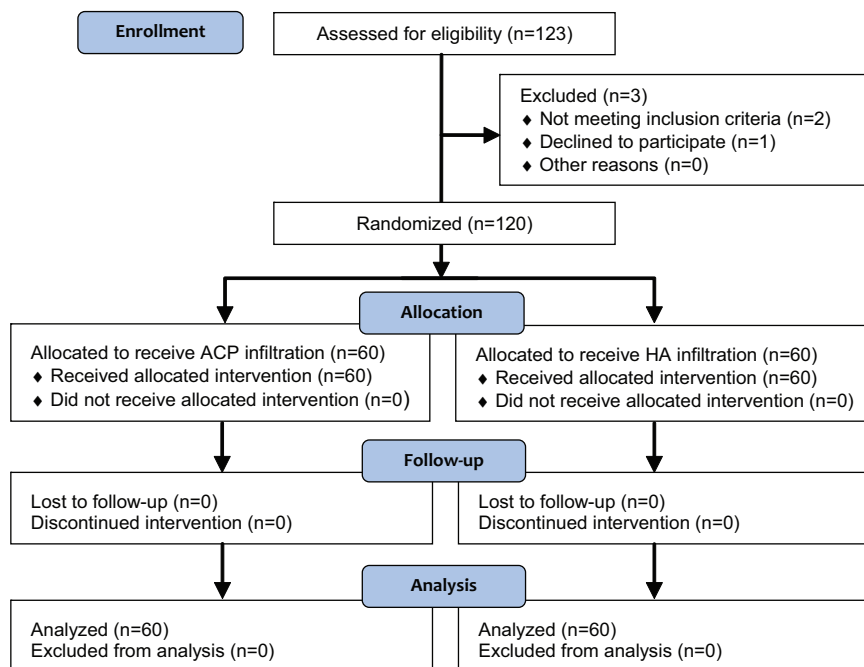 Enrollment
Assessed for eligibility (n=123)
Excluded (n=3)
♦ Not meeting inclusion criteria (n=2)
♦ Declined to participate (n=1)
♦ Other reasons (n=0)
Randomized (n=120)
Allocation
Allocated to receive ACP infiltration (n=60)
♦ Received allocated intervention (n=60)
♦ Did not receive allocated intervention (n=0)
Allocated to receive HA infiltration (n=60)
♦ Received allocated intervention (n=60)
♦ Did not receive allocated intervention (n=0)
Follow-up
Lost to follow-up (n=0)
Discontinued intervention (n=0)
Lost to follow-up (n=0)
Discontinued intervention (n=0)
Analysis
Analyzed (n=60)
Excluded from analysis (n=0)
Analyzed (n=60)
Excluded from analysis (n=0)